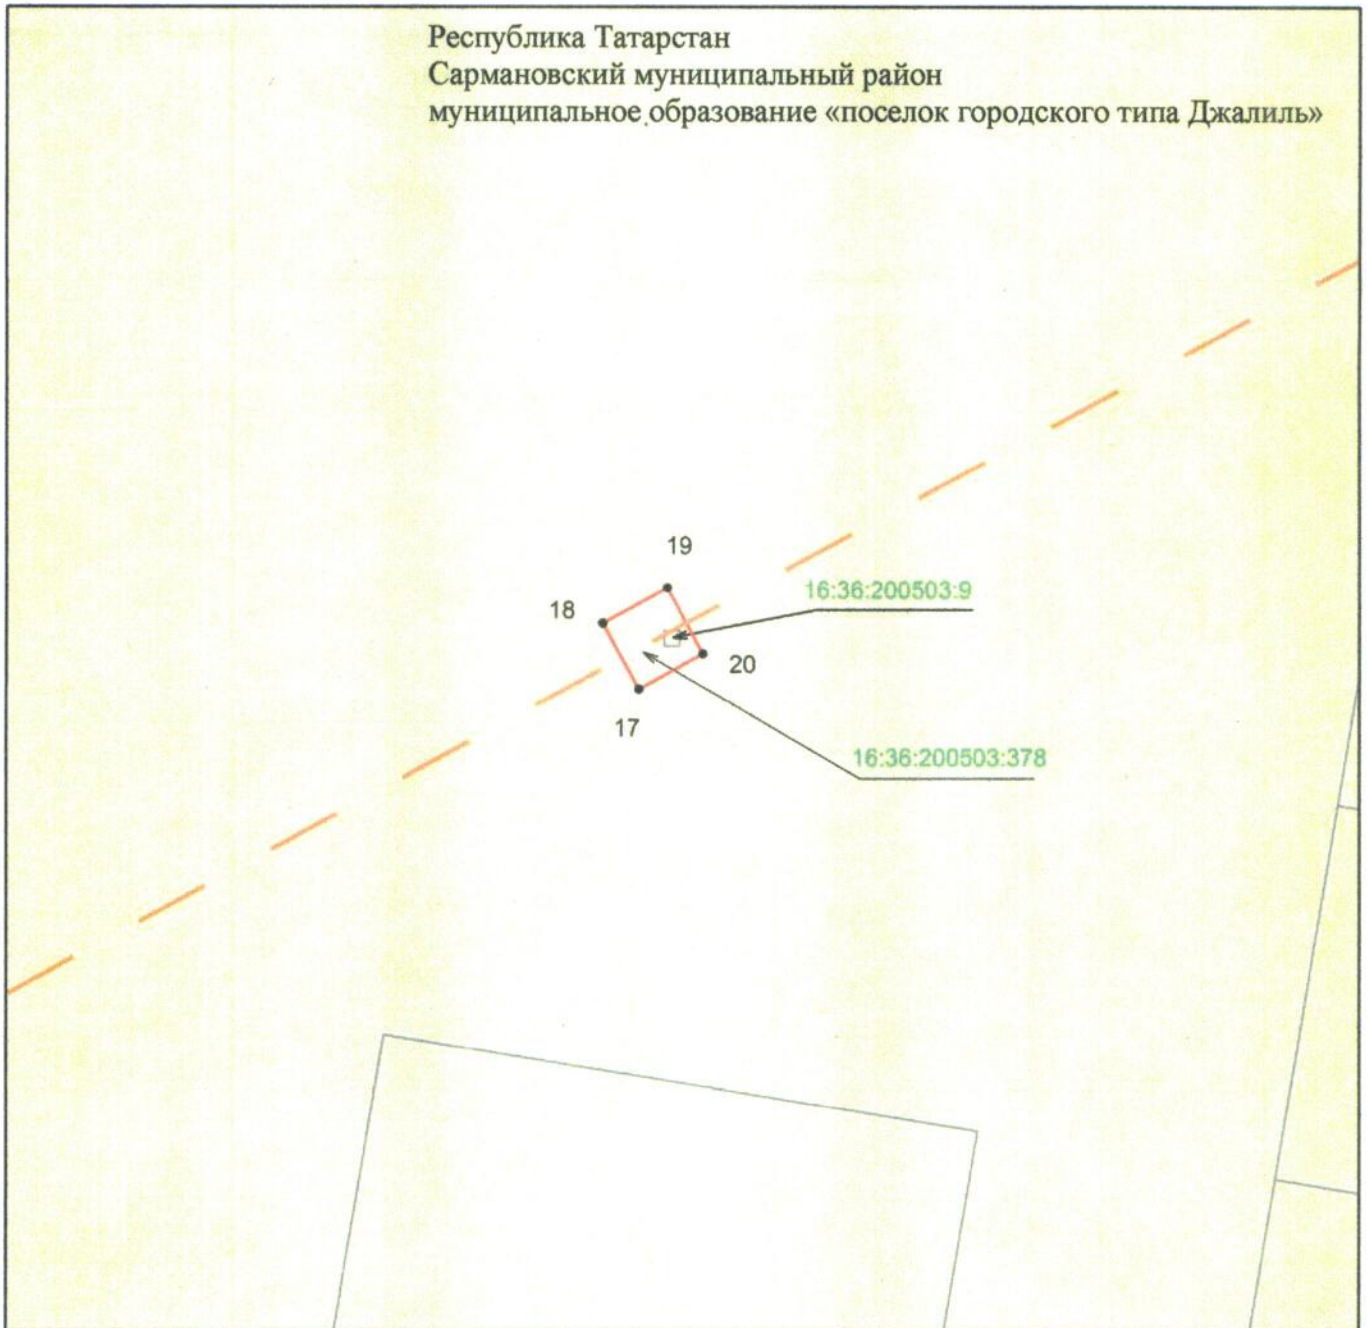 Республика Татарстан
Сармановский муниципальный район
муниципальное образование «поселок городского типа Джалиль»
19
16:36:200503:9
18
20
17
16:36:200503:378